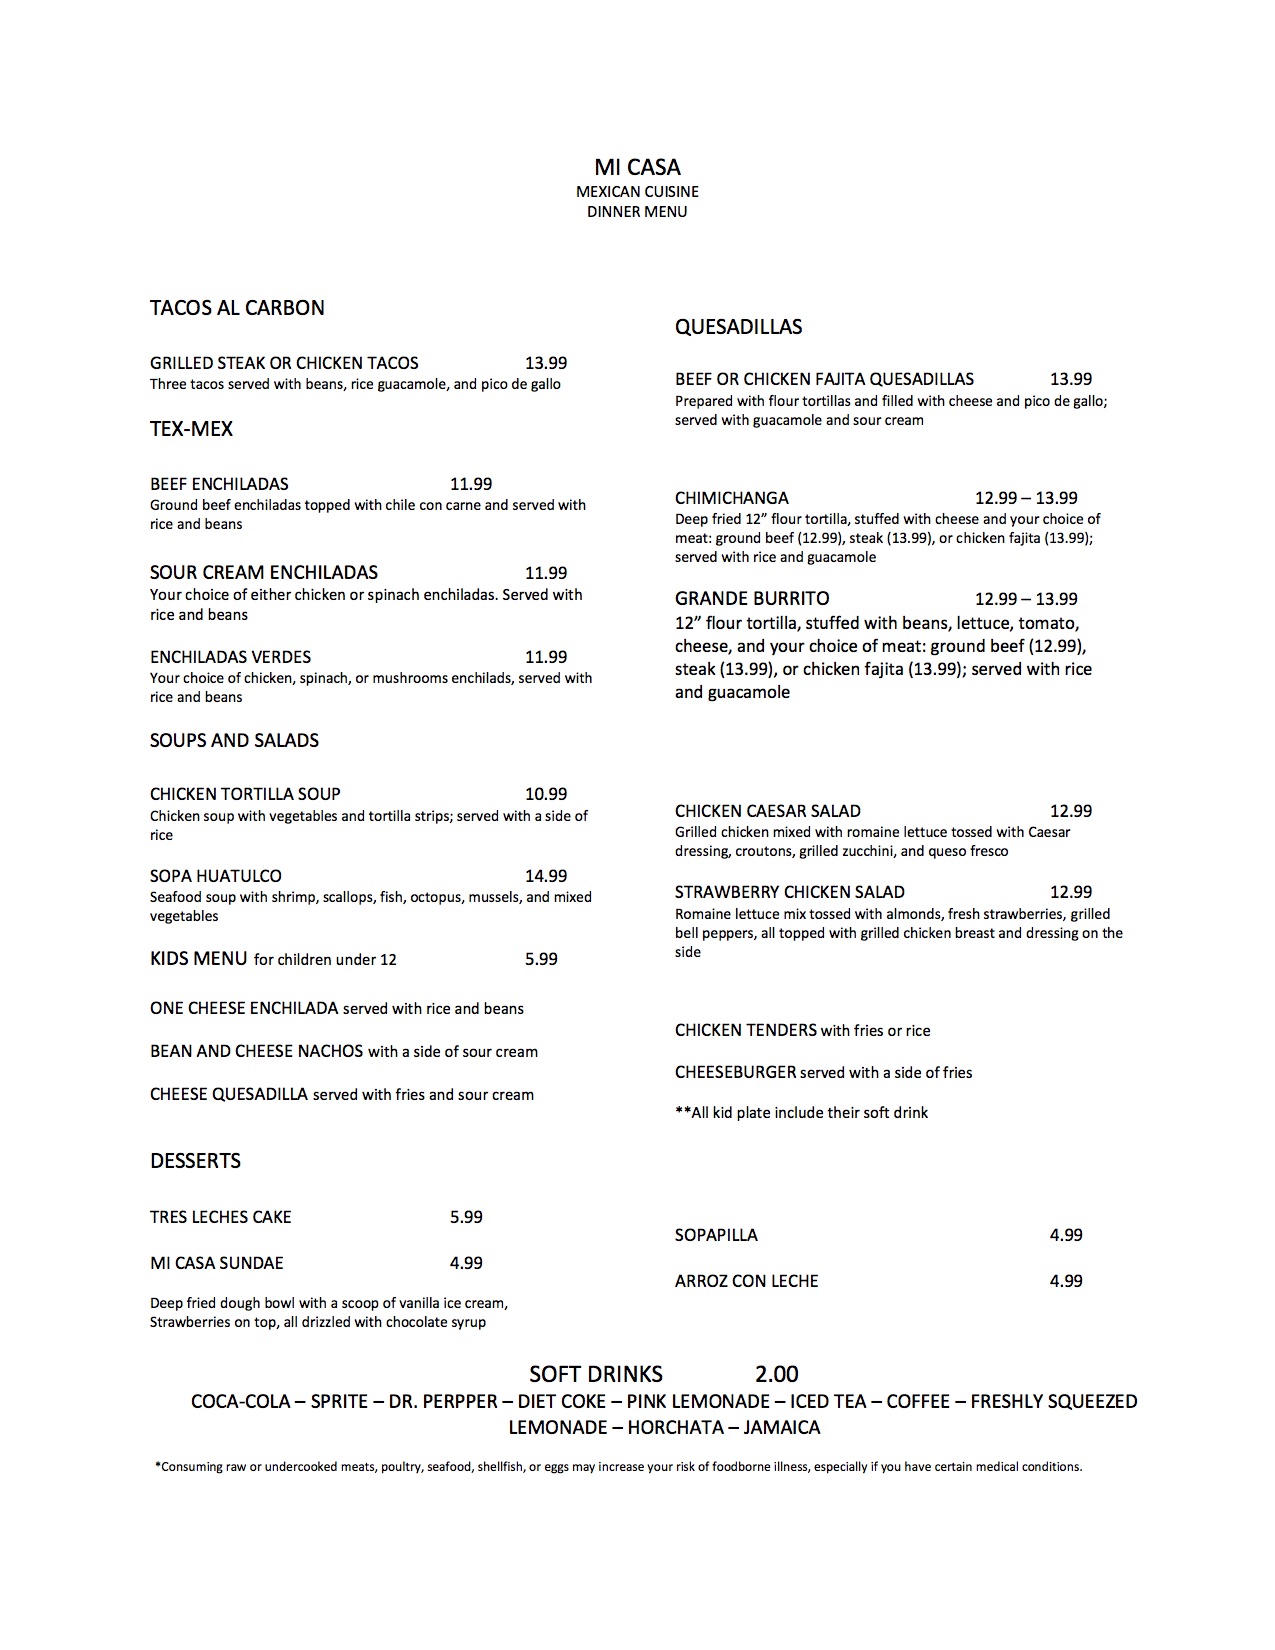 MI CASA
MEXICAN CUISINE
DINNER MENU
TACOS AL CARBON
GRILLED STEAK OR CHICKEN TACOS 13.99
Three tacos served with beans, rice guacamole, and pico de gallo
TEX-MEX
BEEF ENCHILADAS 11.99
Ground beef enchiladas topped with chile con carne and served with
rice and beans
SOUR CREAM ENCHILADAS 11.99
Your choice of either chicken or spinach enchiladas. Served with
rice and beans
ENCHILADAS VERDES 11.99
Your choice of chicken, spinach, or mushrooms enchilads, served with
rice and beans
QUESADILLAS
BEEF OR CHICKEN FAJITA QUESADILLAS 13.99
Prepared with flour tortillas and filled with cheese and pico de gallo;
served with guacamole and sour cream
CHIMICHANGA 12.99 – 13.99
Deep fried 12” flour tortilla, stuffed with cheese and your choice of
meat: ground beef (12.99), steak (13.99), or chicken fajita (13.99);
served with rice and guacamole
GRANDE BURRITO 12.99 – 13.99
12” flour tortilla, stuffed with beans, lettuce, tomato,
cheese, and your choice of meat: ground beef (12.99),
steak (13.99), or chicken fajita (13.99); served with rice
and guacamole
SOUPS AND SALADS
CHICKEN TORTILLA SOUP 10.99
Chicken soup with vegetables and tortilla strips; served with a side of
rice
SOPA HUATULCO 14.99
Seafood soup with shrimp, scallops, fish, octopus, mussels, and mixed
vegetables
CHICKEN CAESAR SALAD 12.99
Grilled chicken mixed with romaine lettuce tossed with Caesar
dressing, croutons, grilled zucchini, and queso fresco
STRAWBERRY CHICKEN SALAD 12.99
Romaine lettuce mix tossed with almonds, fresh strawberries, grilled
bell peppers, all topped with grilled chicken breast and dressing on the
side
KIDS MENU for children under 12 5.99
ONE CHEESE ENCHILADA served with rice and beans
BEAN AND CHEESE NACHOS with a side of sour cream
CHEESE QUESADILLA served with fries and sour cream
CHICKEN TENDERS with fries or rice
CHEESEBURGER served with a side of fries
**All kid plate include their soft drink
DESSERTS
TRES LECHES CAKE 5.99
MI CASA SUNDAE 4.99
Deep fried dough bowl with a scoop of vanilla ice cream,
Strawberries on top, all drizzled with chocolate syrup
SOPAPILLA 4.99
ARROZ CON LECHE 4.99
SOFT DRINKS 2.00
COCA-COLA – SPRITE – DR. PERPPER – DIET COKE – PINK LEMONADE – ICED TEA – COFFEE – FRESHLY SQUEEZED
LEMONADE – HORCHATA – JAMAICA
*Consuming raw or undercooked meats, poultry, seafood, shellfish, or eggs may increase your risk of foodborne illness, especially if you have certain medical conditions.